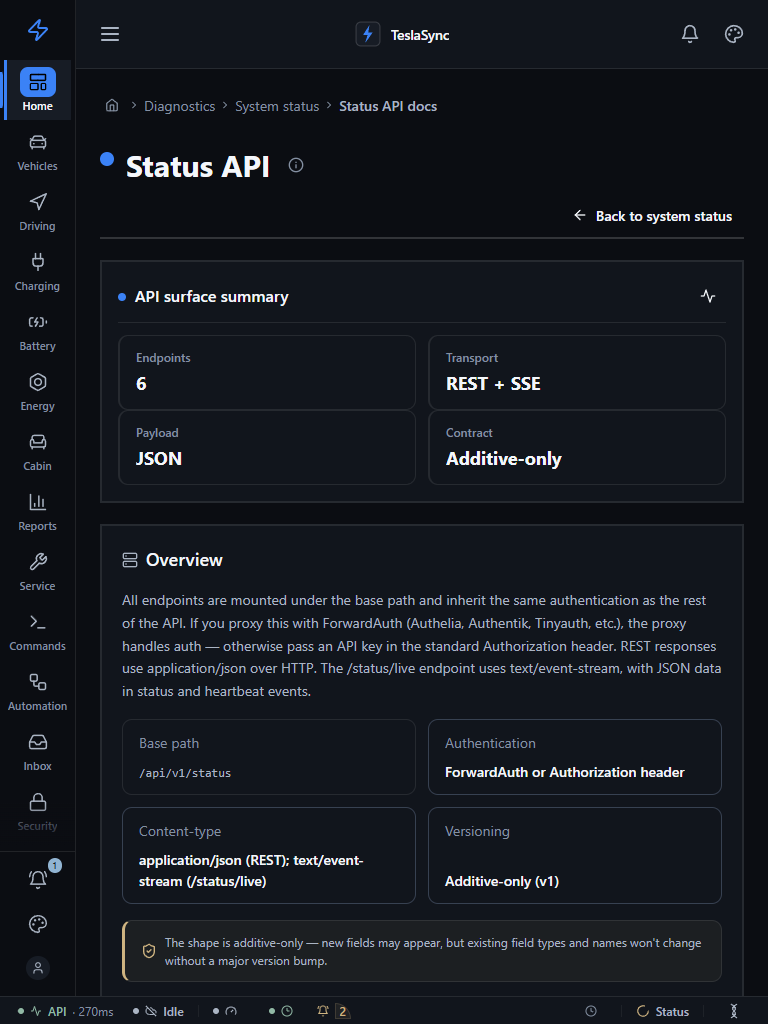 TeslaSync
Home
Vehicles
Driving
Charging
Battery
Energy
Cabin
Reports
Service
Commands
Automation
Inbox
Security
1
Diagnostics
System status
Status API docs
Status API
Back to system status
API surface summary
Endpoints
6
Transport
REST + SSE
Payload
JSON
Contract
Additive-only
Overview
All endpoints are mounted under the base path and inherit the same authentication as the rest
of the API. If you proxy this with ForwardAuth (Authelia, Authentik, Tinyauth, etc.), the proxy
handles auth — otherwise pass an API key in the standard Authorization header. REST responses
use application/json over HTTP. The /status/live endpoint uses text/event-stream, with JSON data
in status and heartbeat events.
Base path
/api/v1/status
Authentication
ForwardAuth or Authorization header
Content-type
application/json (REST); text/event-
stream (/status/live)
Versioning
Additive-only (v1)
The shape is additive-only — new fields may appear, but existing field types and names won't change
without a major version bump.
API · 270ms
Idle
2
Status